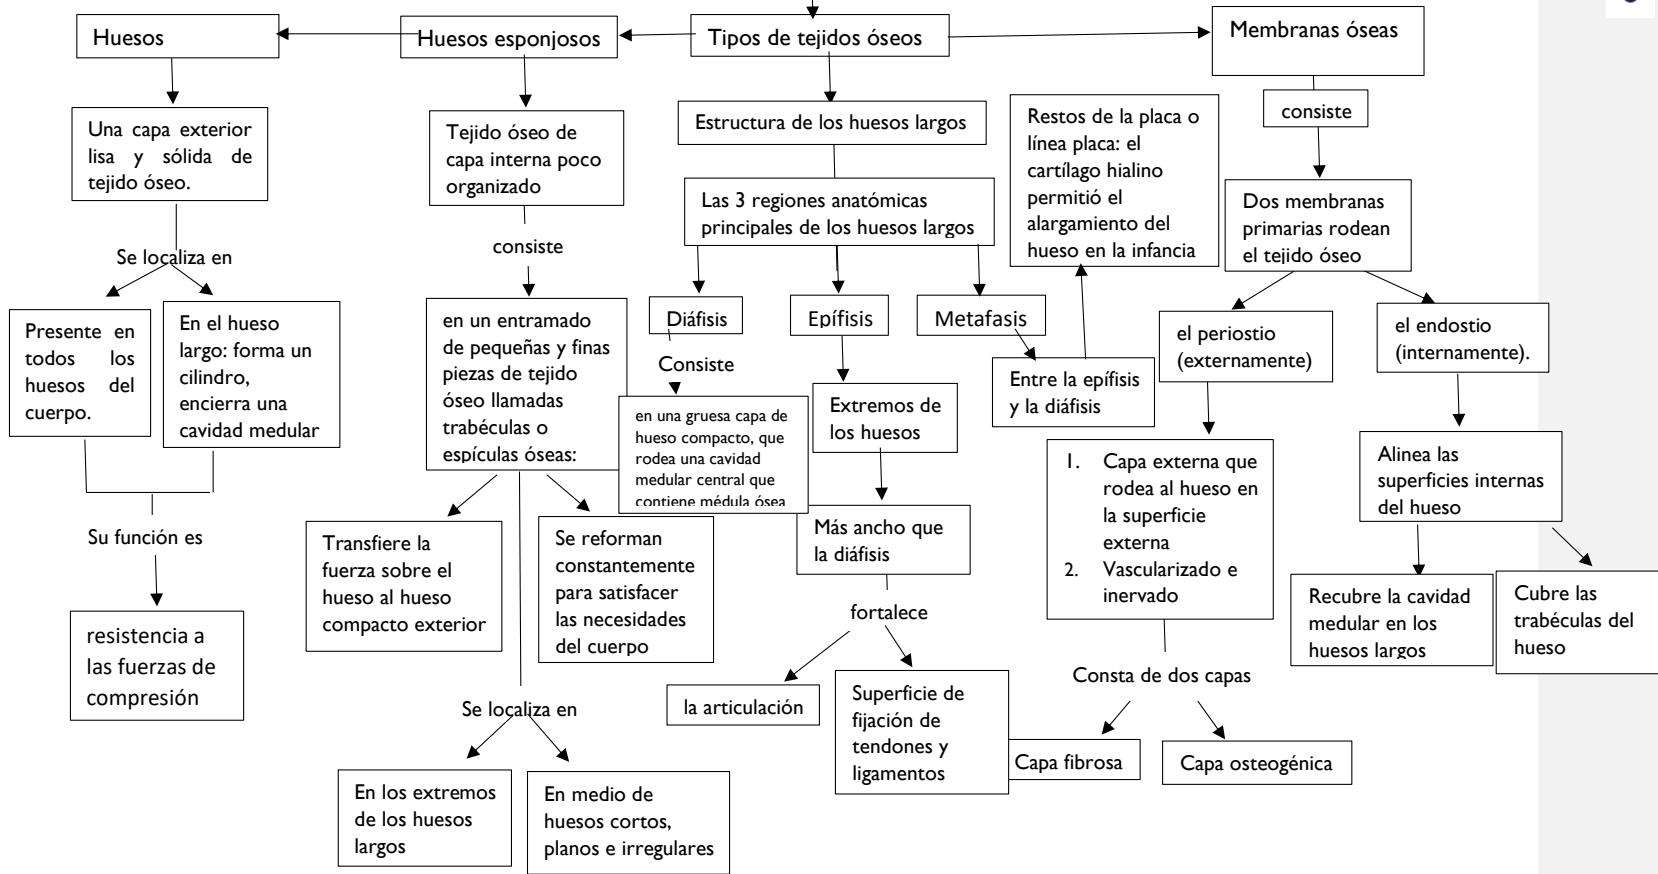 Huesos
Huesos esponjosos
Tipos de tejidos óseos
Membranas óseas
Una capa exterior
lisa y sólida de
tejido óseo.
Se localiza en
Presente en
todos los
huesos del
cuerpo.
En el hueso
largo: forma un
cilindro,
encierra una
cavidad medular
Su función es
resistencia a
las fuerzas de
compresión
Tejido óseo de
capa interna poco
organizado
consiste
en un entramado
de pequeñas y finas
piezas de tejido
óseo llamadas
trabéculas o
espículas óseas:
Transfiere la
fuerza sobre el
hueso al hueso
compacto exterior
Se reforman
constantemente
para satisfacer
las necesidades
del cuerpo
Se localiza en
En los extremos
de los huesos
largos
En medio de
huesos cortos,
planos e irregulares
Estructura de los huesos largos
Las 3 regiones anatómicas
principales de los huesos largos
Diáfisis
Consiste
en una gruesa capa de
hueso compacto, que
rodea una cavidad
medular central que
contiene médula ósea
Epífisis
Extremos de
los huesos
Más ancho que
la diáfisis
fortalece
la articulación
Superficie de
fijación de
tendones y
ligamentos
Metafasis
Entre la epífisis
y la diáfisis
Restos de la placa o
línea placa: el
cartílago hialino
permitió el
alargamiento del
hueso en la infancia
consiste
Dos membranas
primarias rodean
el tejido óseo
el periostio
(externamente)
1. Capa externa que
rodea al hueso en
la superficie
externa
2. Vascularizado e
inervado
Consta de dos capas
Capa fibrosa
Capa osteogénica
el endostio
(internamente).
Alinea las
superficies internas
del hueso
Recubre la cavidad
medular en los
huesos largos
Cubre las
trabéculas del
hueso